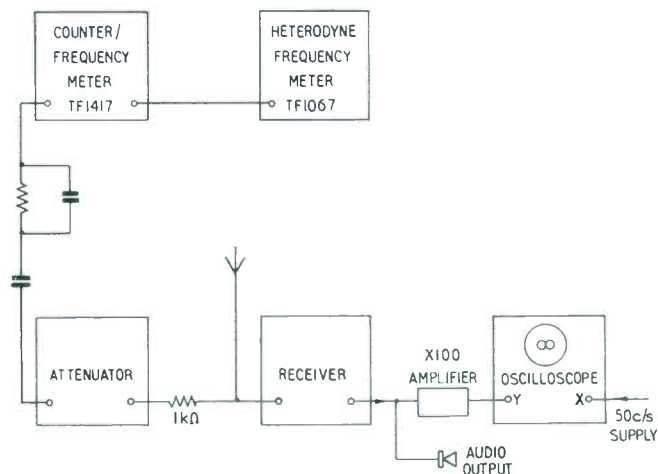 COUNTER/
FREQUENCY
METER
TF1417
HETERODYNE
FREQUENCY
METER
TF1067
ATTENUATOR
1kΩ
RECEIVER
X100
AMPLIFIER
OSCILLOSCOPE
Y
X
50c/s
SUPPLY
AUDIO
OUTPUT